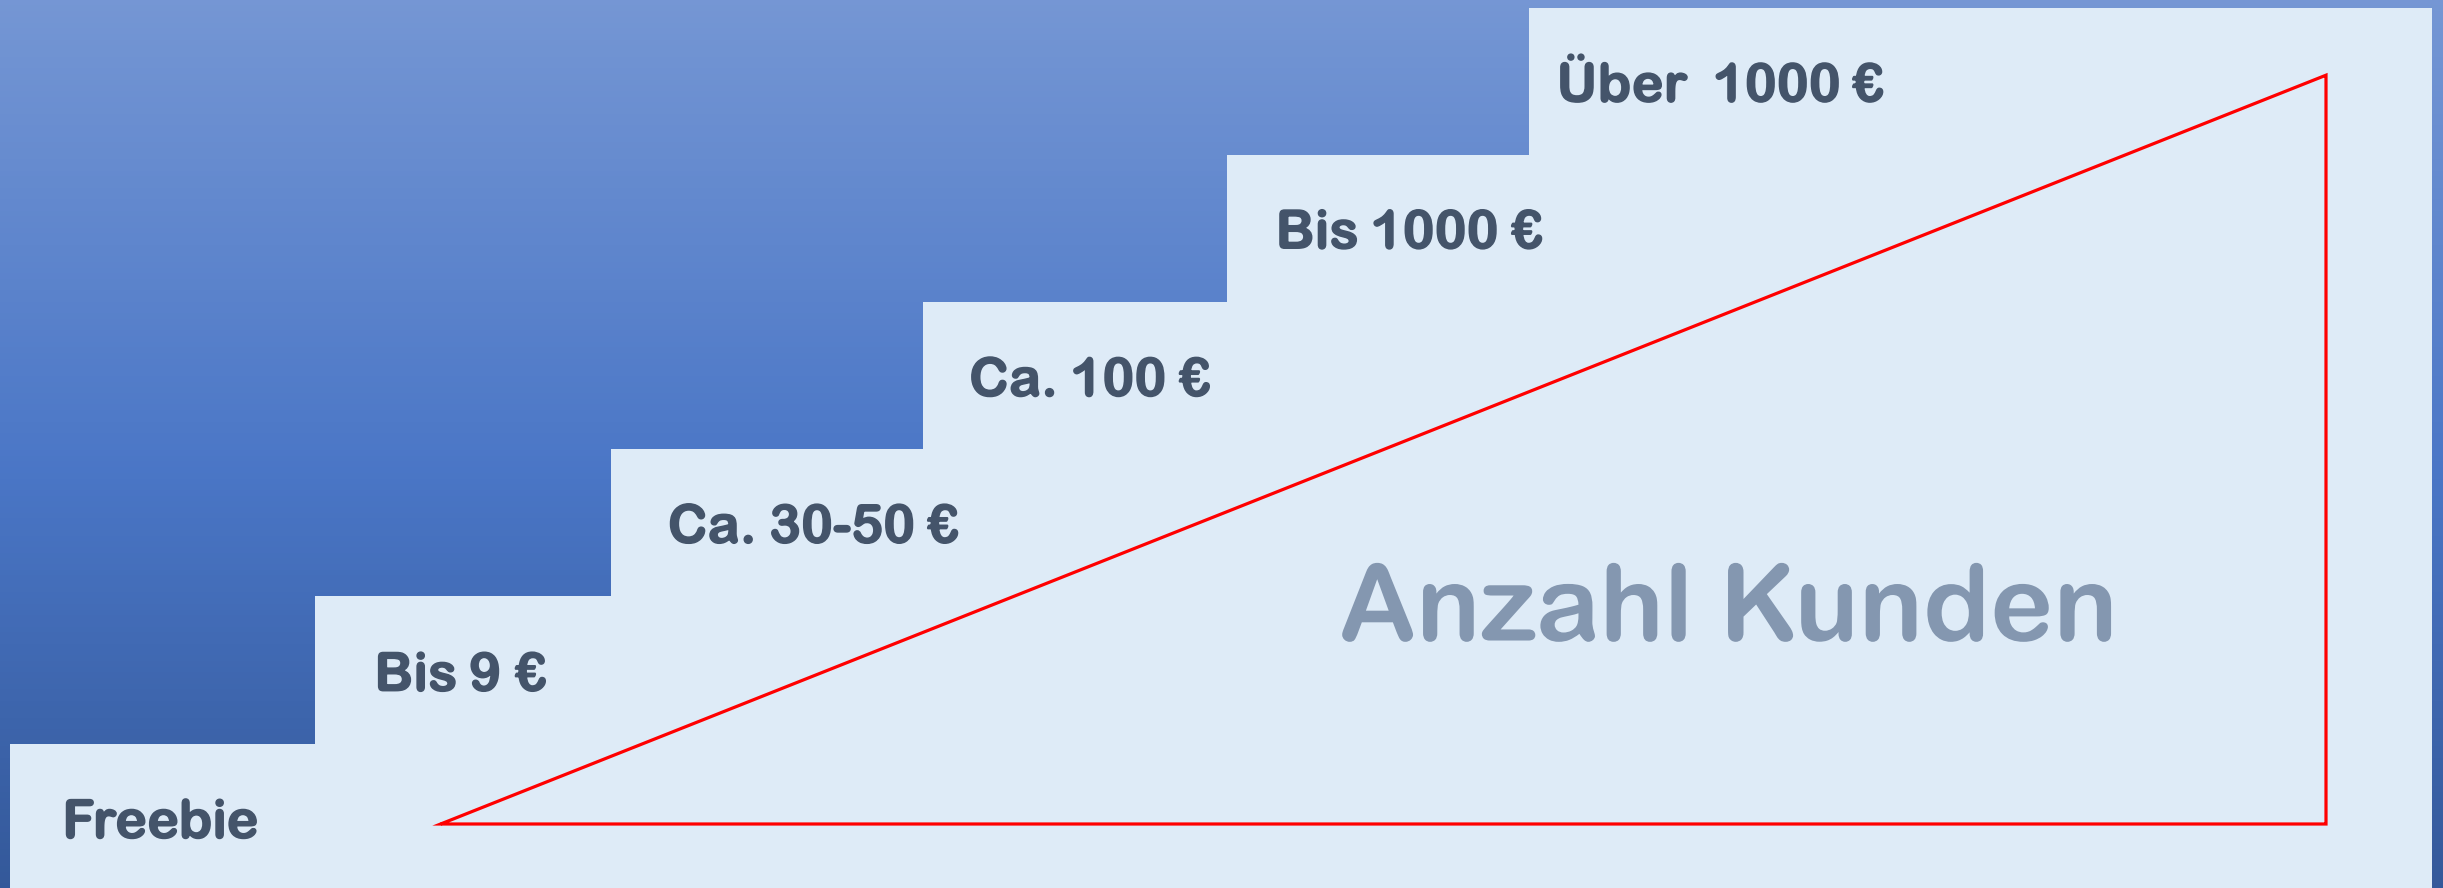 Über 1000 €
Bis 1000 €
Ca. 100 €
Ca. 30-50 €
Anzahl Kunden
Bis 9 €
Freebie